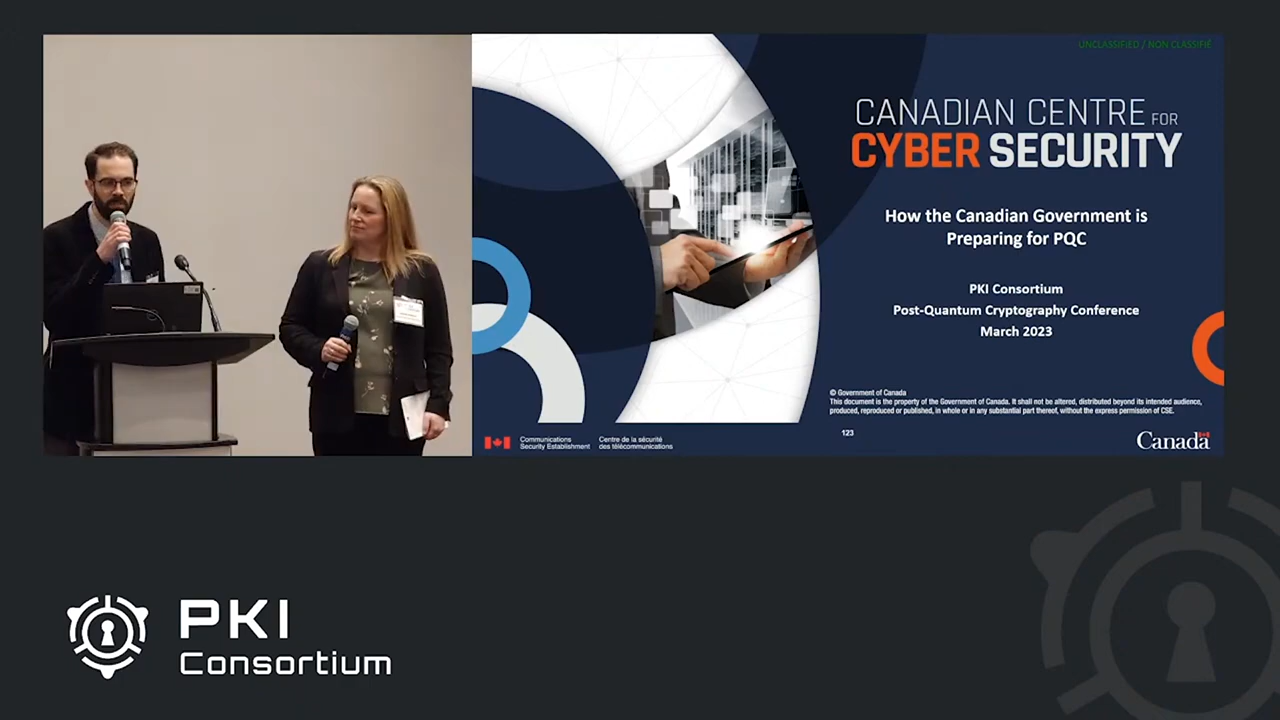 UNCLASSIFIED / NON CLASSIFIÉ
CANADIAN CENTRE FOR
CYBER SECURITY
How the Canadian Government is
Preparing for PQC
PKI Consortium
Post-Quantum Cryptography Conference
March 2023
© Government of Canada
This document is the property of the Government of Canada. It shall not be altered, distributed beyond its intended audience,
produced, reproduced or published, in whole or in any substantial part thereof, without the express permission of CSE.
123
Communications
Security Establishment
Centre de la sécurité
des télécommunications
Canada
PKI
Consortium